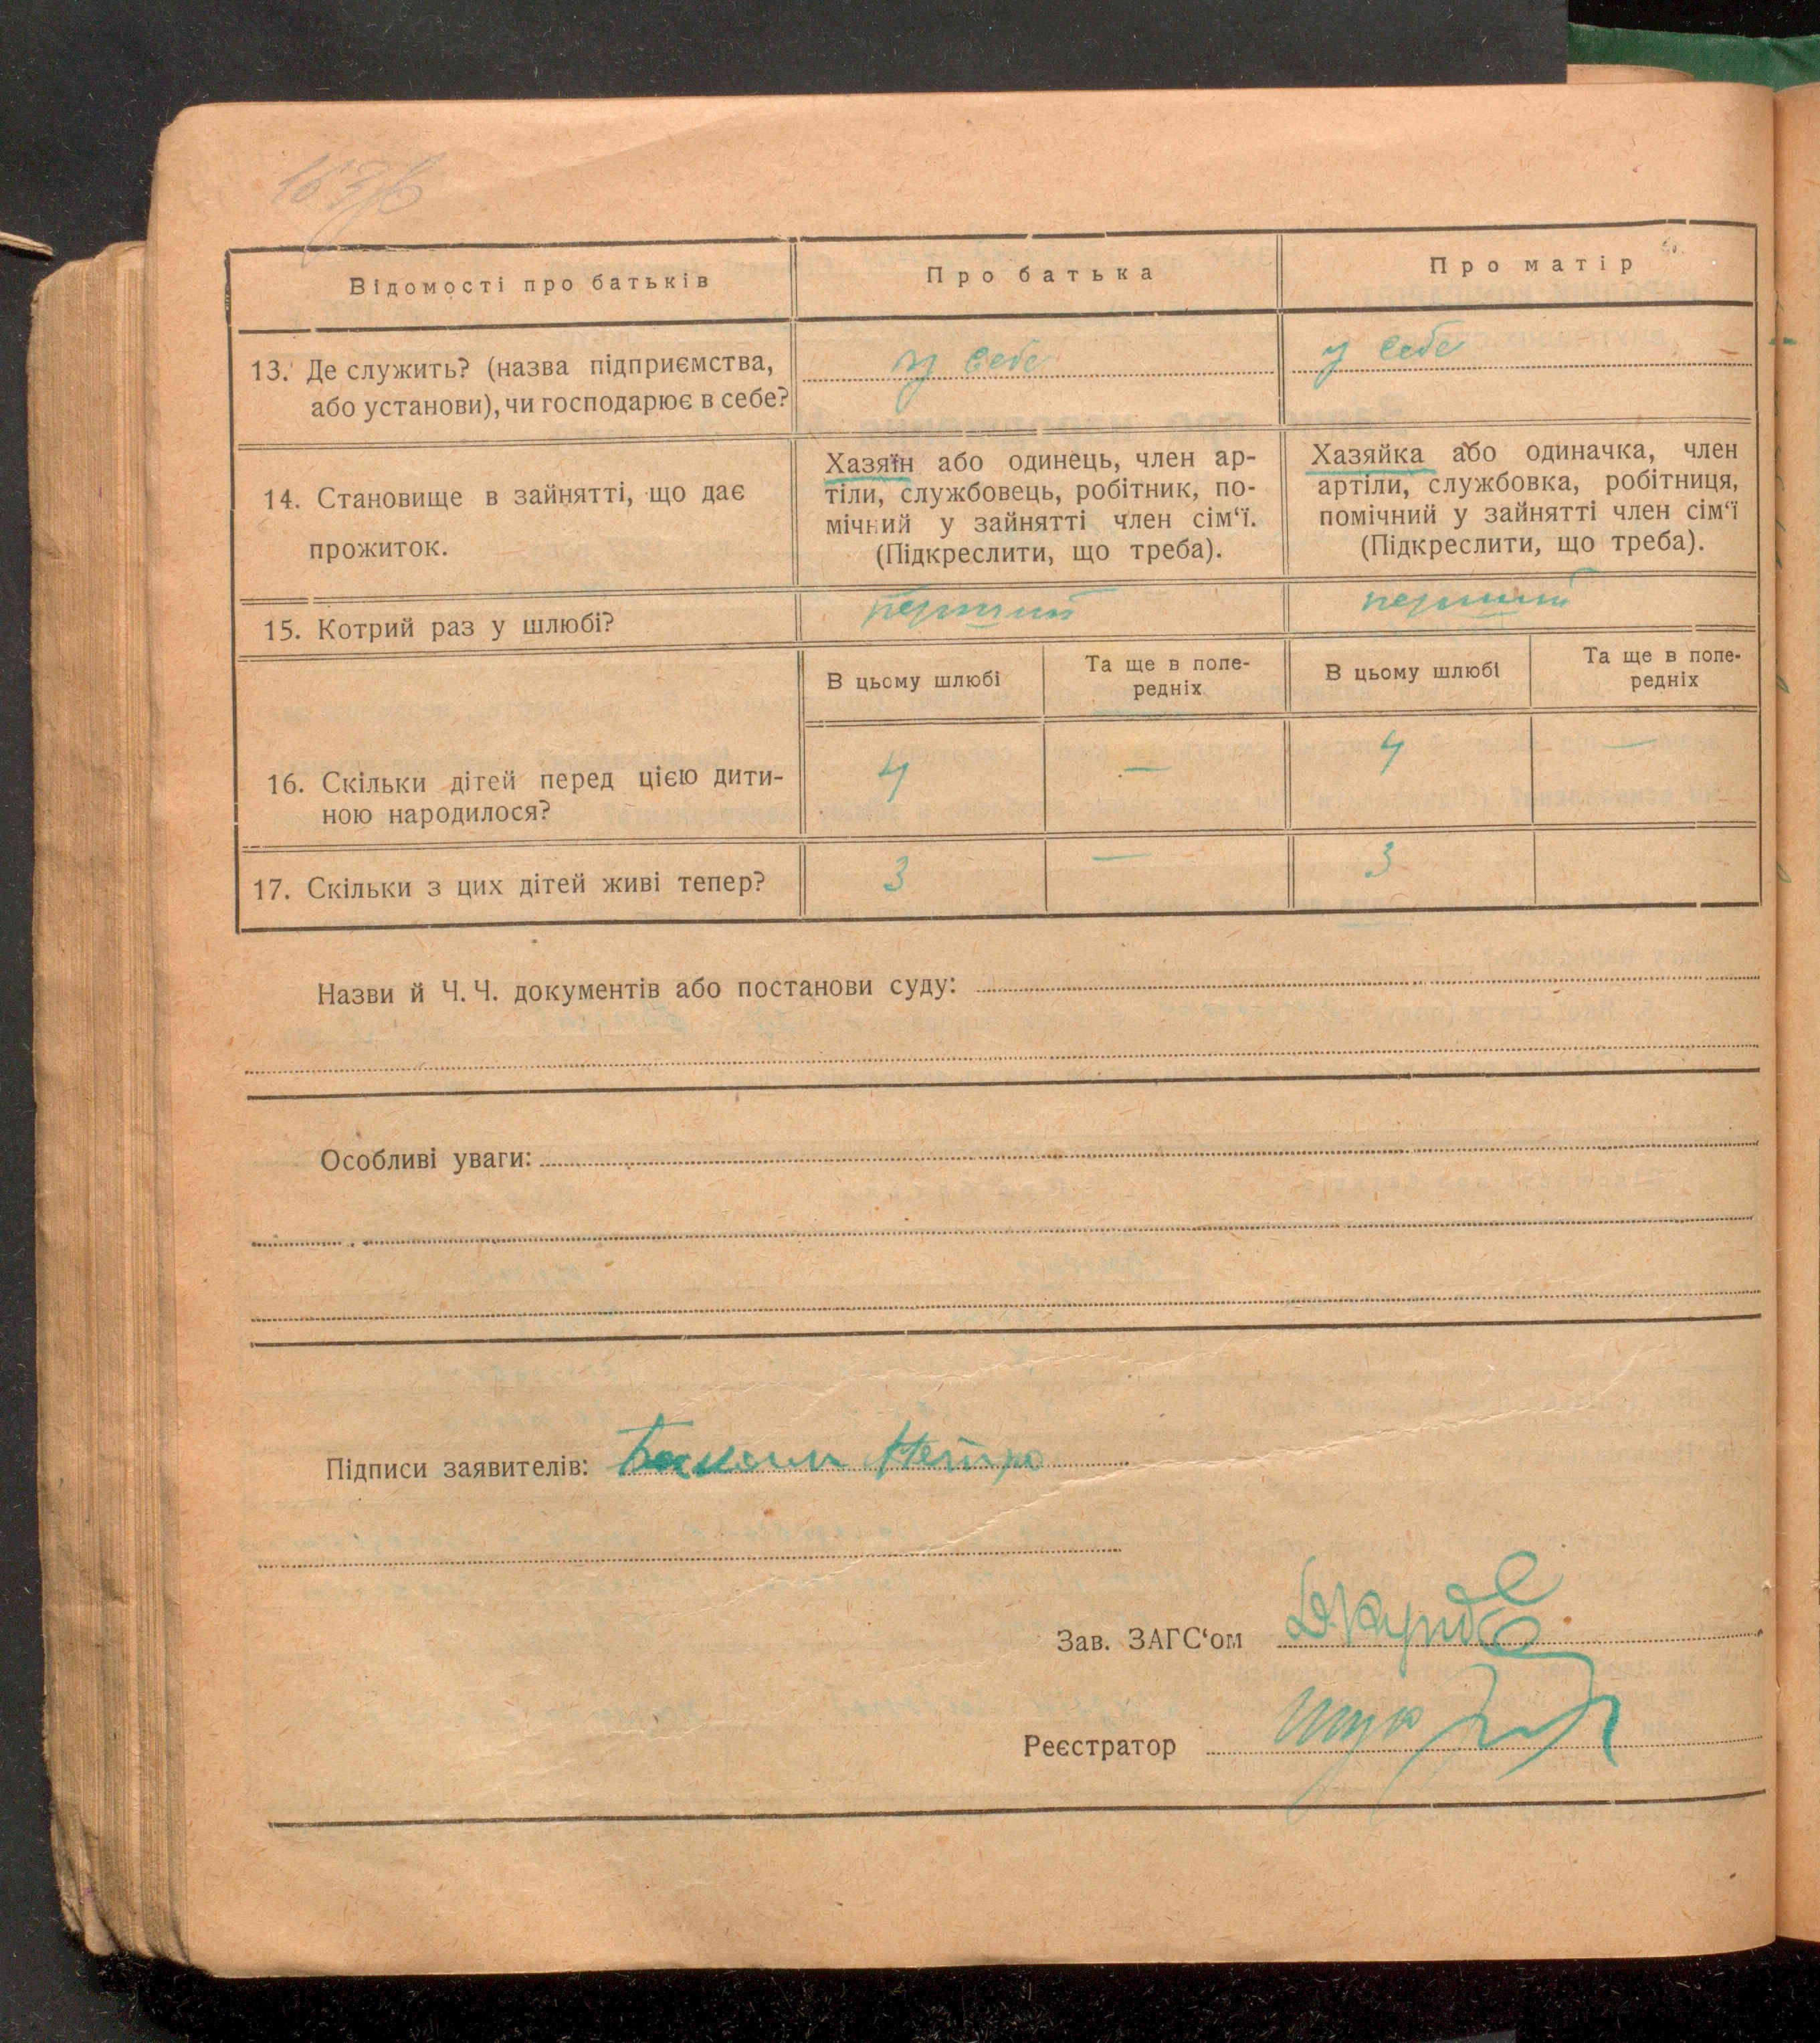 Відомості про батьків
Про батька
Про матір
13. Де служить? (назва підприємства,
або установи), чи господарює в себе?
у себе
у себе
14. Становище в зайнятті, що дає
прожиток.
Хазяїн або одинець, член ар-
тіли, службовець, робітник, по-
мічний у зайнятті член сім‘ї.
(Підкреслити, що треба).
Хазяйка або одиначка, член
артіли, службовка, робітниця,
помічний у зайнятті член сім‘ї
(Підкреслити, що треба).
15. Котрий раз у шлюбі?
перший
перший
В цьому шлюбі
Та ще в попе-
редніх
В цьому шлюбі
Та ще в попе-
редніх
16. Скільки дітей перед цією дити-
ною народилося?
4
—
4
—
17. Скільки з цих дітей живі тепер?
3
—
3
Назви й Ч. Ч. документів або постанови суду:
Особливі уваги:
Підписи заявителів:
Зав. ЗАГС‘ом
Реєстратор